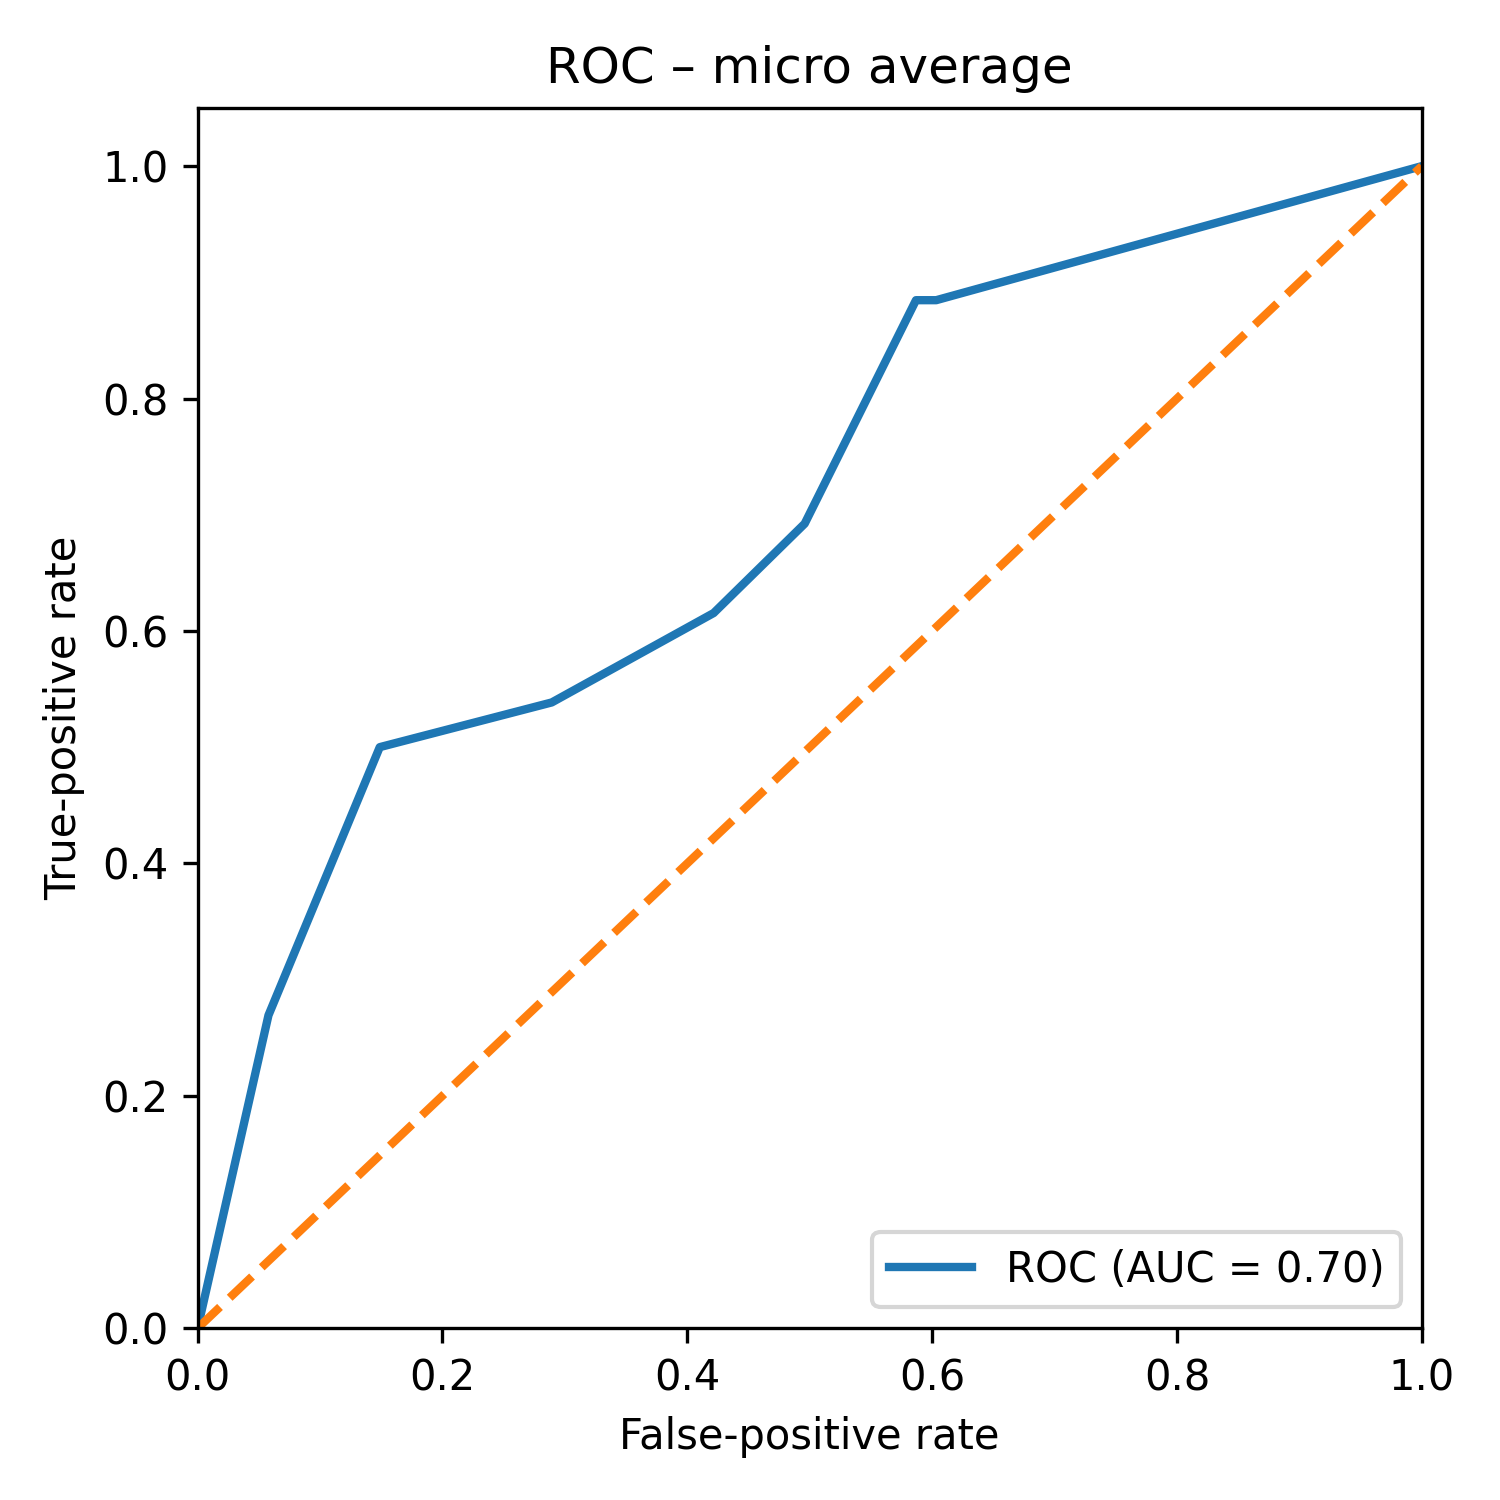 ROC – micro average
1.0
0.8
0.6
0.4
0.2
0.0
True-positive rate
0.0 0.2 0.4 0.6 0.8 1.0
False-positive rate
ROC (AUC = 0.70)